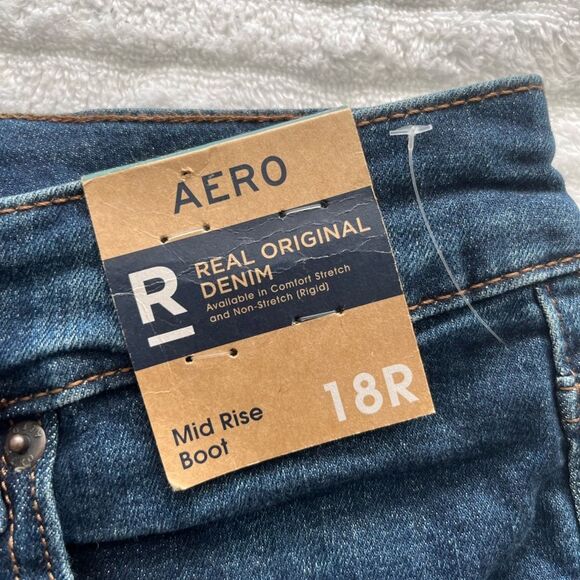 AERO
R
REAL ORIGINAL
DENIM
Available in Comfort Stretch
and Non-Stretch (Rigid)
Mid Rise
Boot
18R